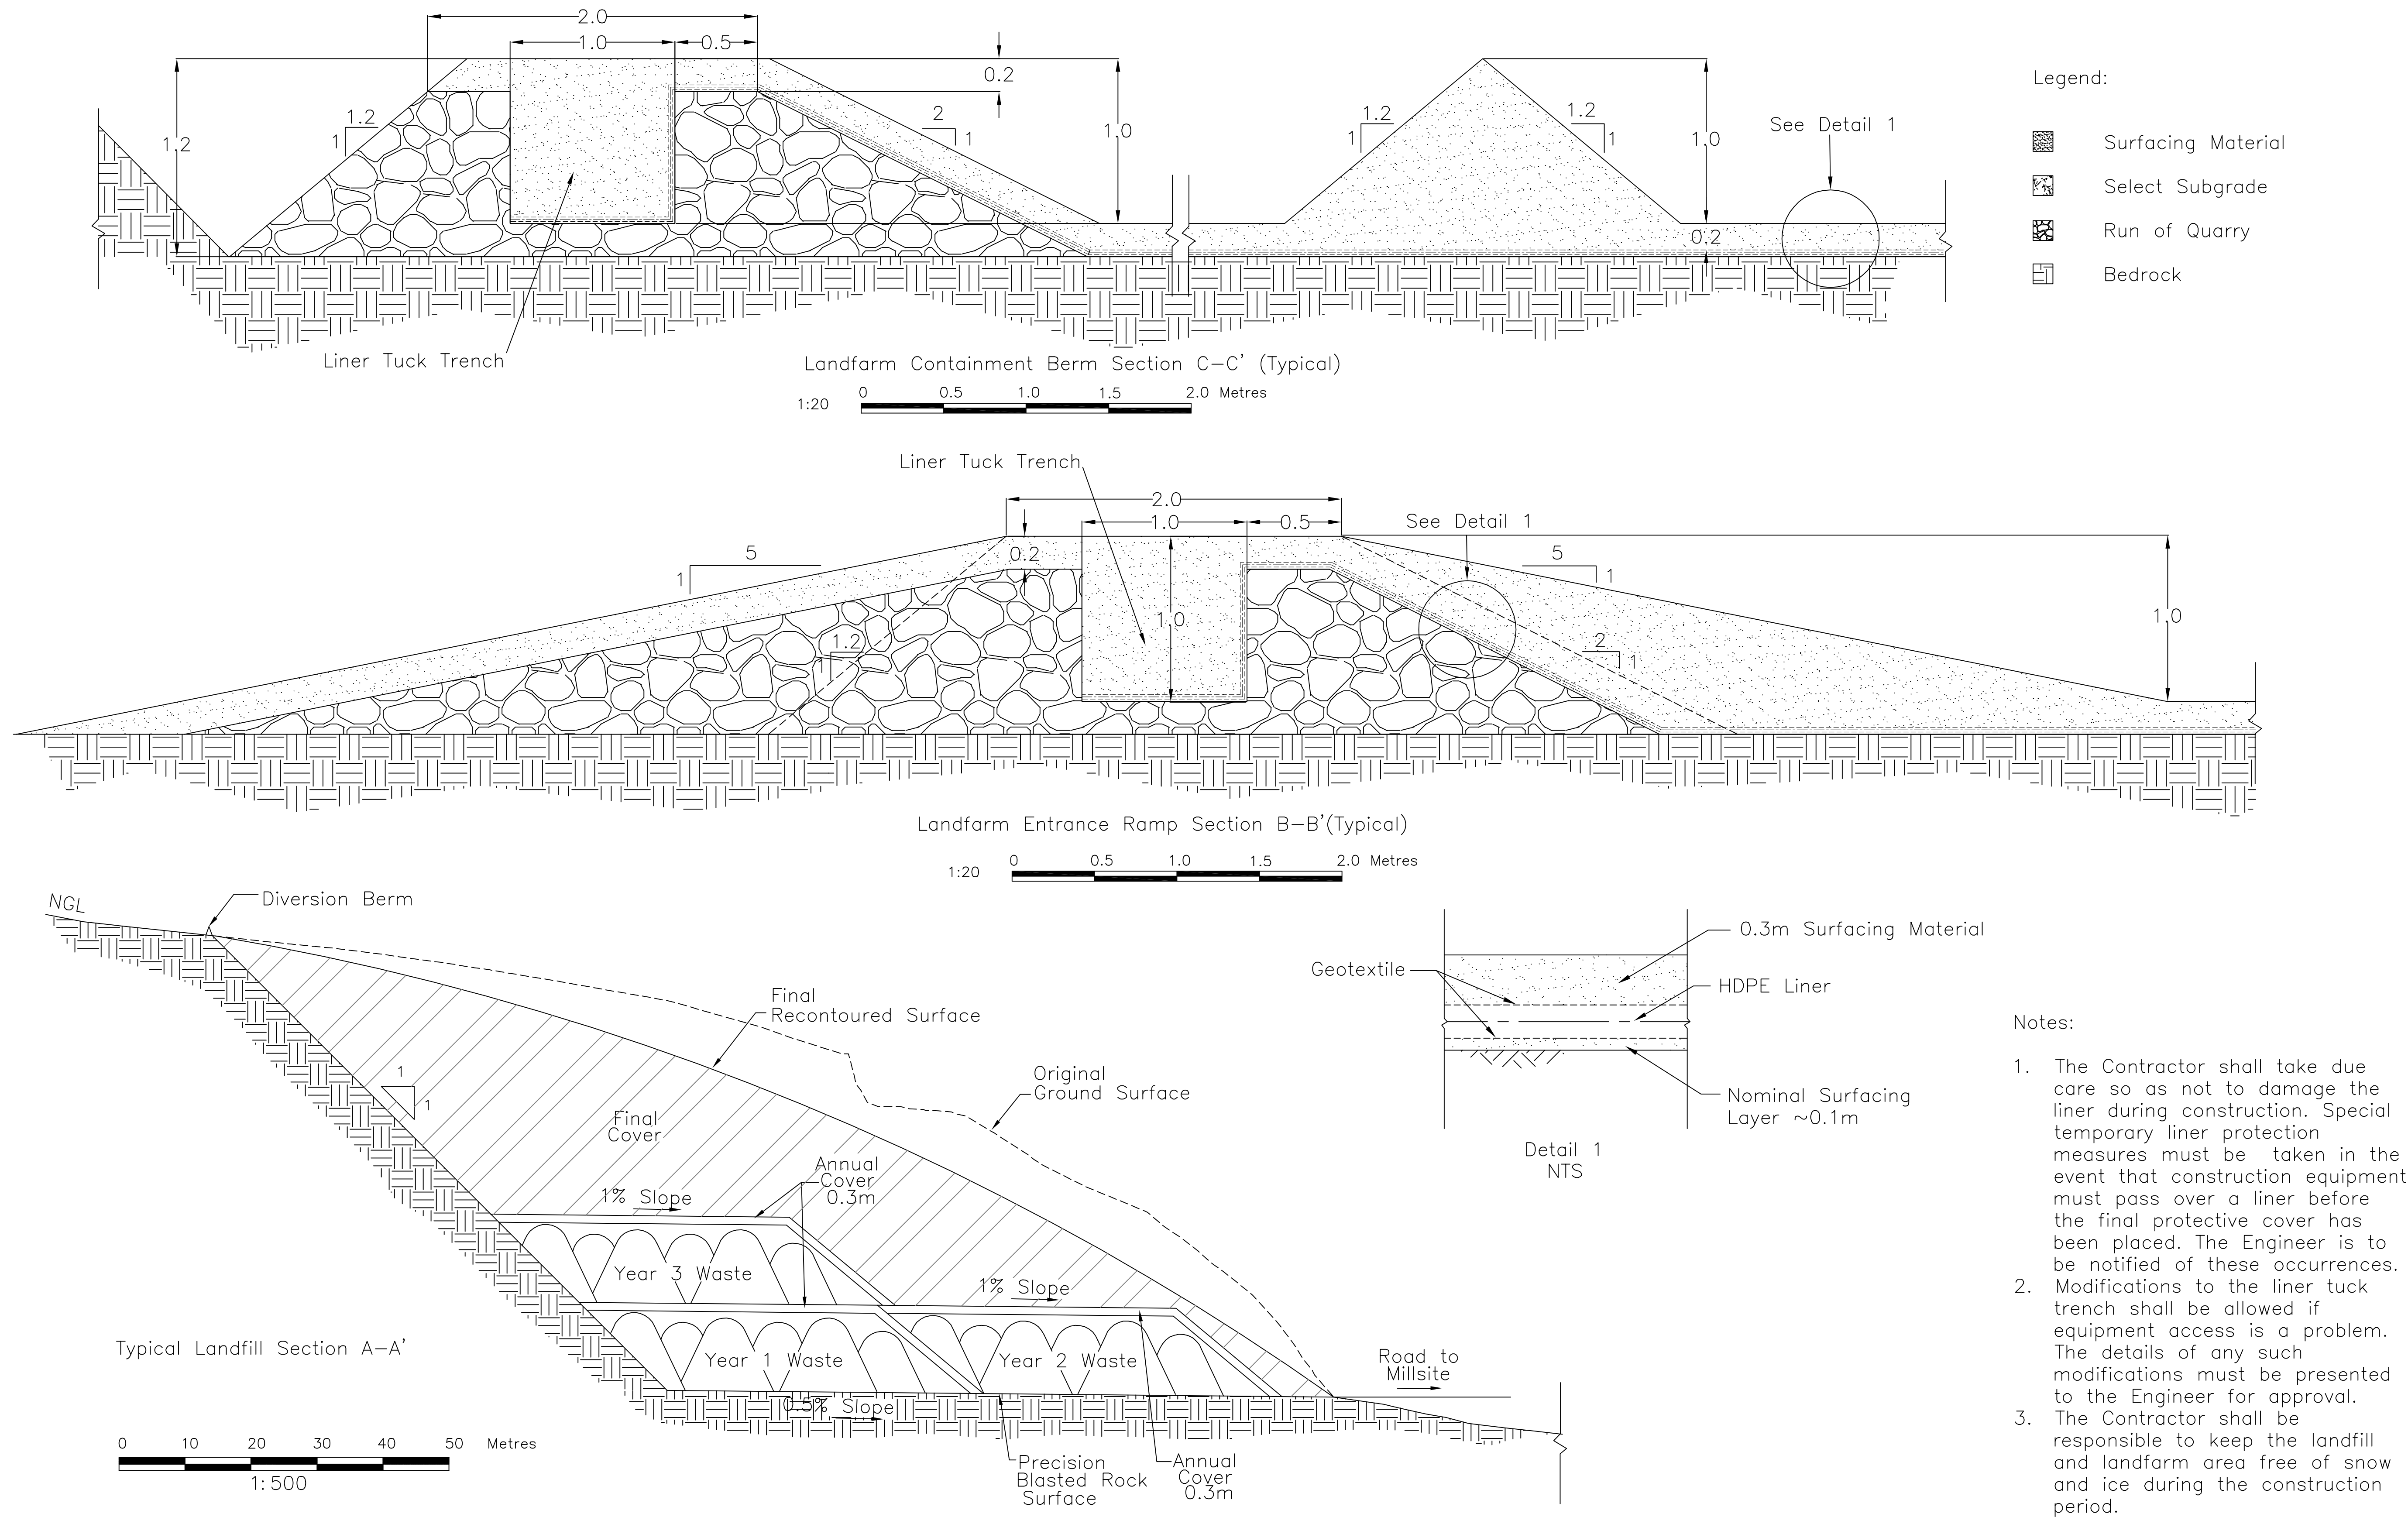 2.0
1.0
0.5
0.2
1.2
1.2
1
2
1
1.0
1.2
1
1.2
1
1.0
0.2
See Detail 1
Liner Tuck Trench
Landfarm Containment Berm Section C-C' (Typical)
1:20
0 0.5 1.0 1.5 2.0 Metres
Legend:
Surfacing Material
Select Subgrade
Run of Quarry
Bedrock
Liner Tuck Trench
2.0
1.0
0.5
See Detail 1
0.2
5
1
5
1
1.0
1.2
1
2
1
1.0
Landfarm Entrance Ramp Section B-B'(Typical)
1:20
0 0.5 1.0 1.5 2.0 Metres
NGL
Diversion Berm
Final
Recontoured Surface
Original
Ground Surface
1
1
Final
Cover
Annual
Cover
0.3m
1% Slope
1% Slope
Year 3 Waste
Year 1 Waste
Year 2 Waste
0.5% Slope
Road to
Millsite
Precision
Blasted Rock
Surface
Annual
Cover
0.3m
Typical Landfill Section A-A'
0 10 20 30 40 50 Metres
1:500
0.3m Surfacing Material
Geotextile
HDPE Liner
Nominal Surfacing
Layer ~0.1m
Detail 1
NTS
Notes:
1. The Contractor shall take due
care so as not to damage the
liner during construction. Special
temporary liner protection
measures must be taken in the
event that construction equipment
must pass over a liner before
the final protective cover has
been placed. The Engineer is to
be notified of these occurrences.
2. Modifications to the liner tuck
trench shall be allowed if
equipment access is a problem.
The details of any such
modifications must be presented
to the Engineer for approval.
3. The Contractor shall be
responsible to keep the landfill
and landfarm area free of snow
and ice during the construction
period.